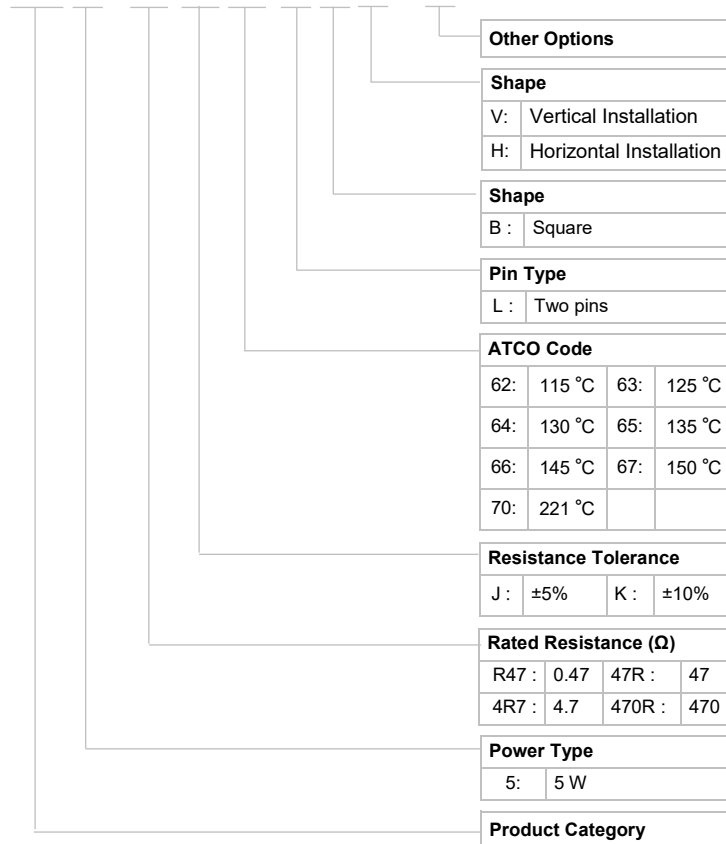 Other Options
Shape
V: Vertical Installation
H: Horizontal Installation
Shape
B : Square
Pin Type
L : Two pins
ATCO Code
62: 115 °C 63: 125 °C
64: 130 °C 65: 135 °C
66: 145 °C 67: 150 °C
70: 221 °C
Resistance Tolerance
J : ±5% K : ±10%
Rated Resistance (Ω)
R47 : 0.47 47R : 47
4R7 : 4.7 470R : 470
Power Type
5: 5 W
Product Category